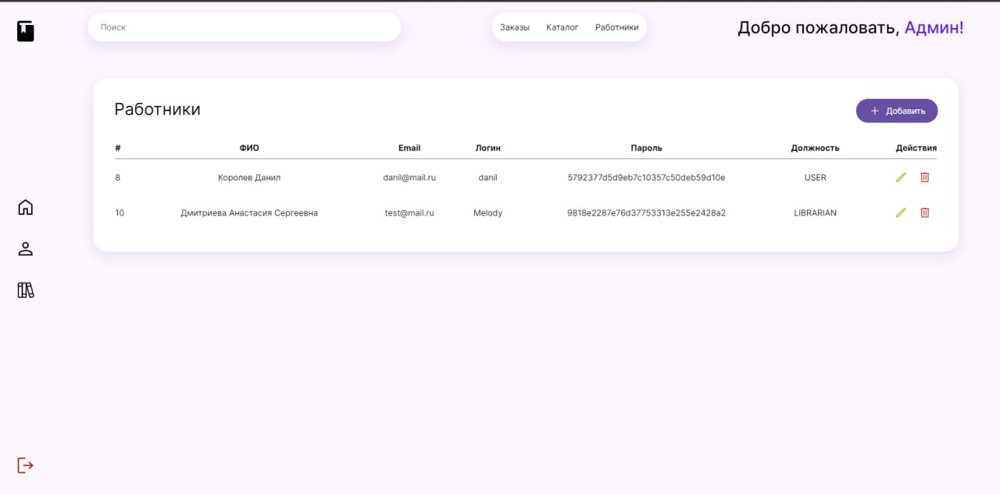 Поиск
Заказы Каталог Работники
Добро пожаловать, Админ!
Работники
Добавить
# ФИО Email Логин Пароль Должность Действия
8 Королев Данил danil@mail.ru danil 5792377d5d9eb7c10357c50deb59d10e USER
10 Дмитриева Анастасия Сергеевна test@mail.ru Melody 9818e2287e76d37753313e255e2428a2 LIBRARIAN